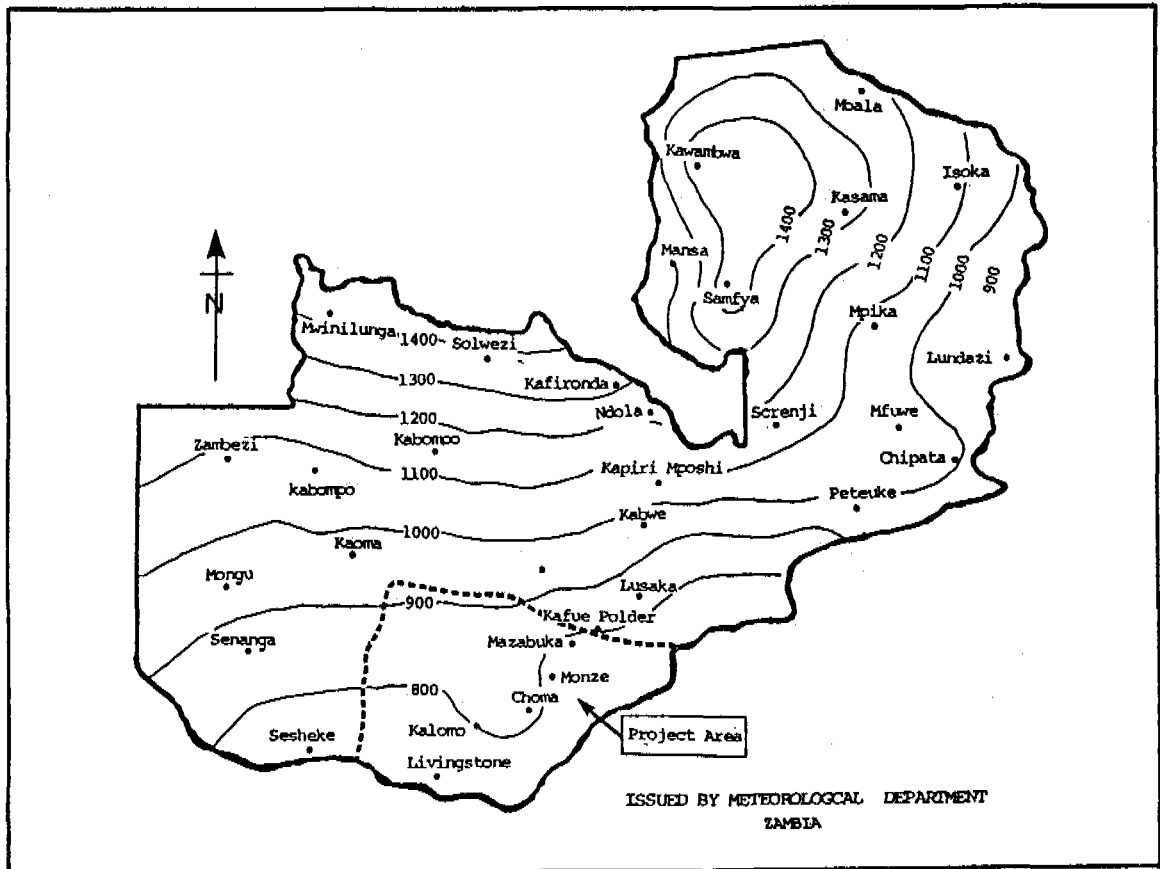 Mbala
Kawambwa
Isoka
Kasama
1400
1300
1200
1100
1000
900
Mansa
Samfya
N
Mpika
Mwinilunga
1400
Solwezi
Lundazi
1300
Kafironda
1200
Ndola
Screnji
Mfuwe
Zambezi
Kabompo
Chipata
1100
Kapiri Mposhi
kabompo
Peteuke
Kabwe
1000
Kaoma
Mongu
Lusaka
900
Kafue Polder
Senanga
Mazabuka
Monze
800
Choma
Kalomo
Project Area
Sesheke
Livingstone
ISSUED BY METEOROLOGCAL DEPARTMENT
ZAMBIA